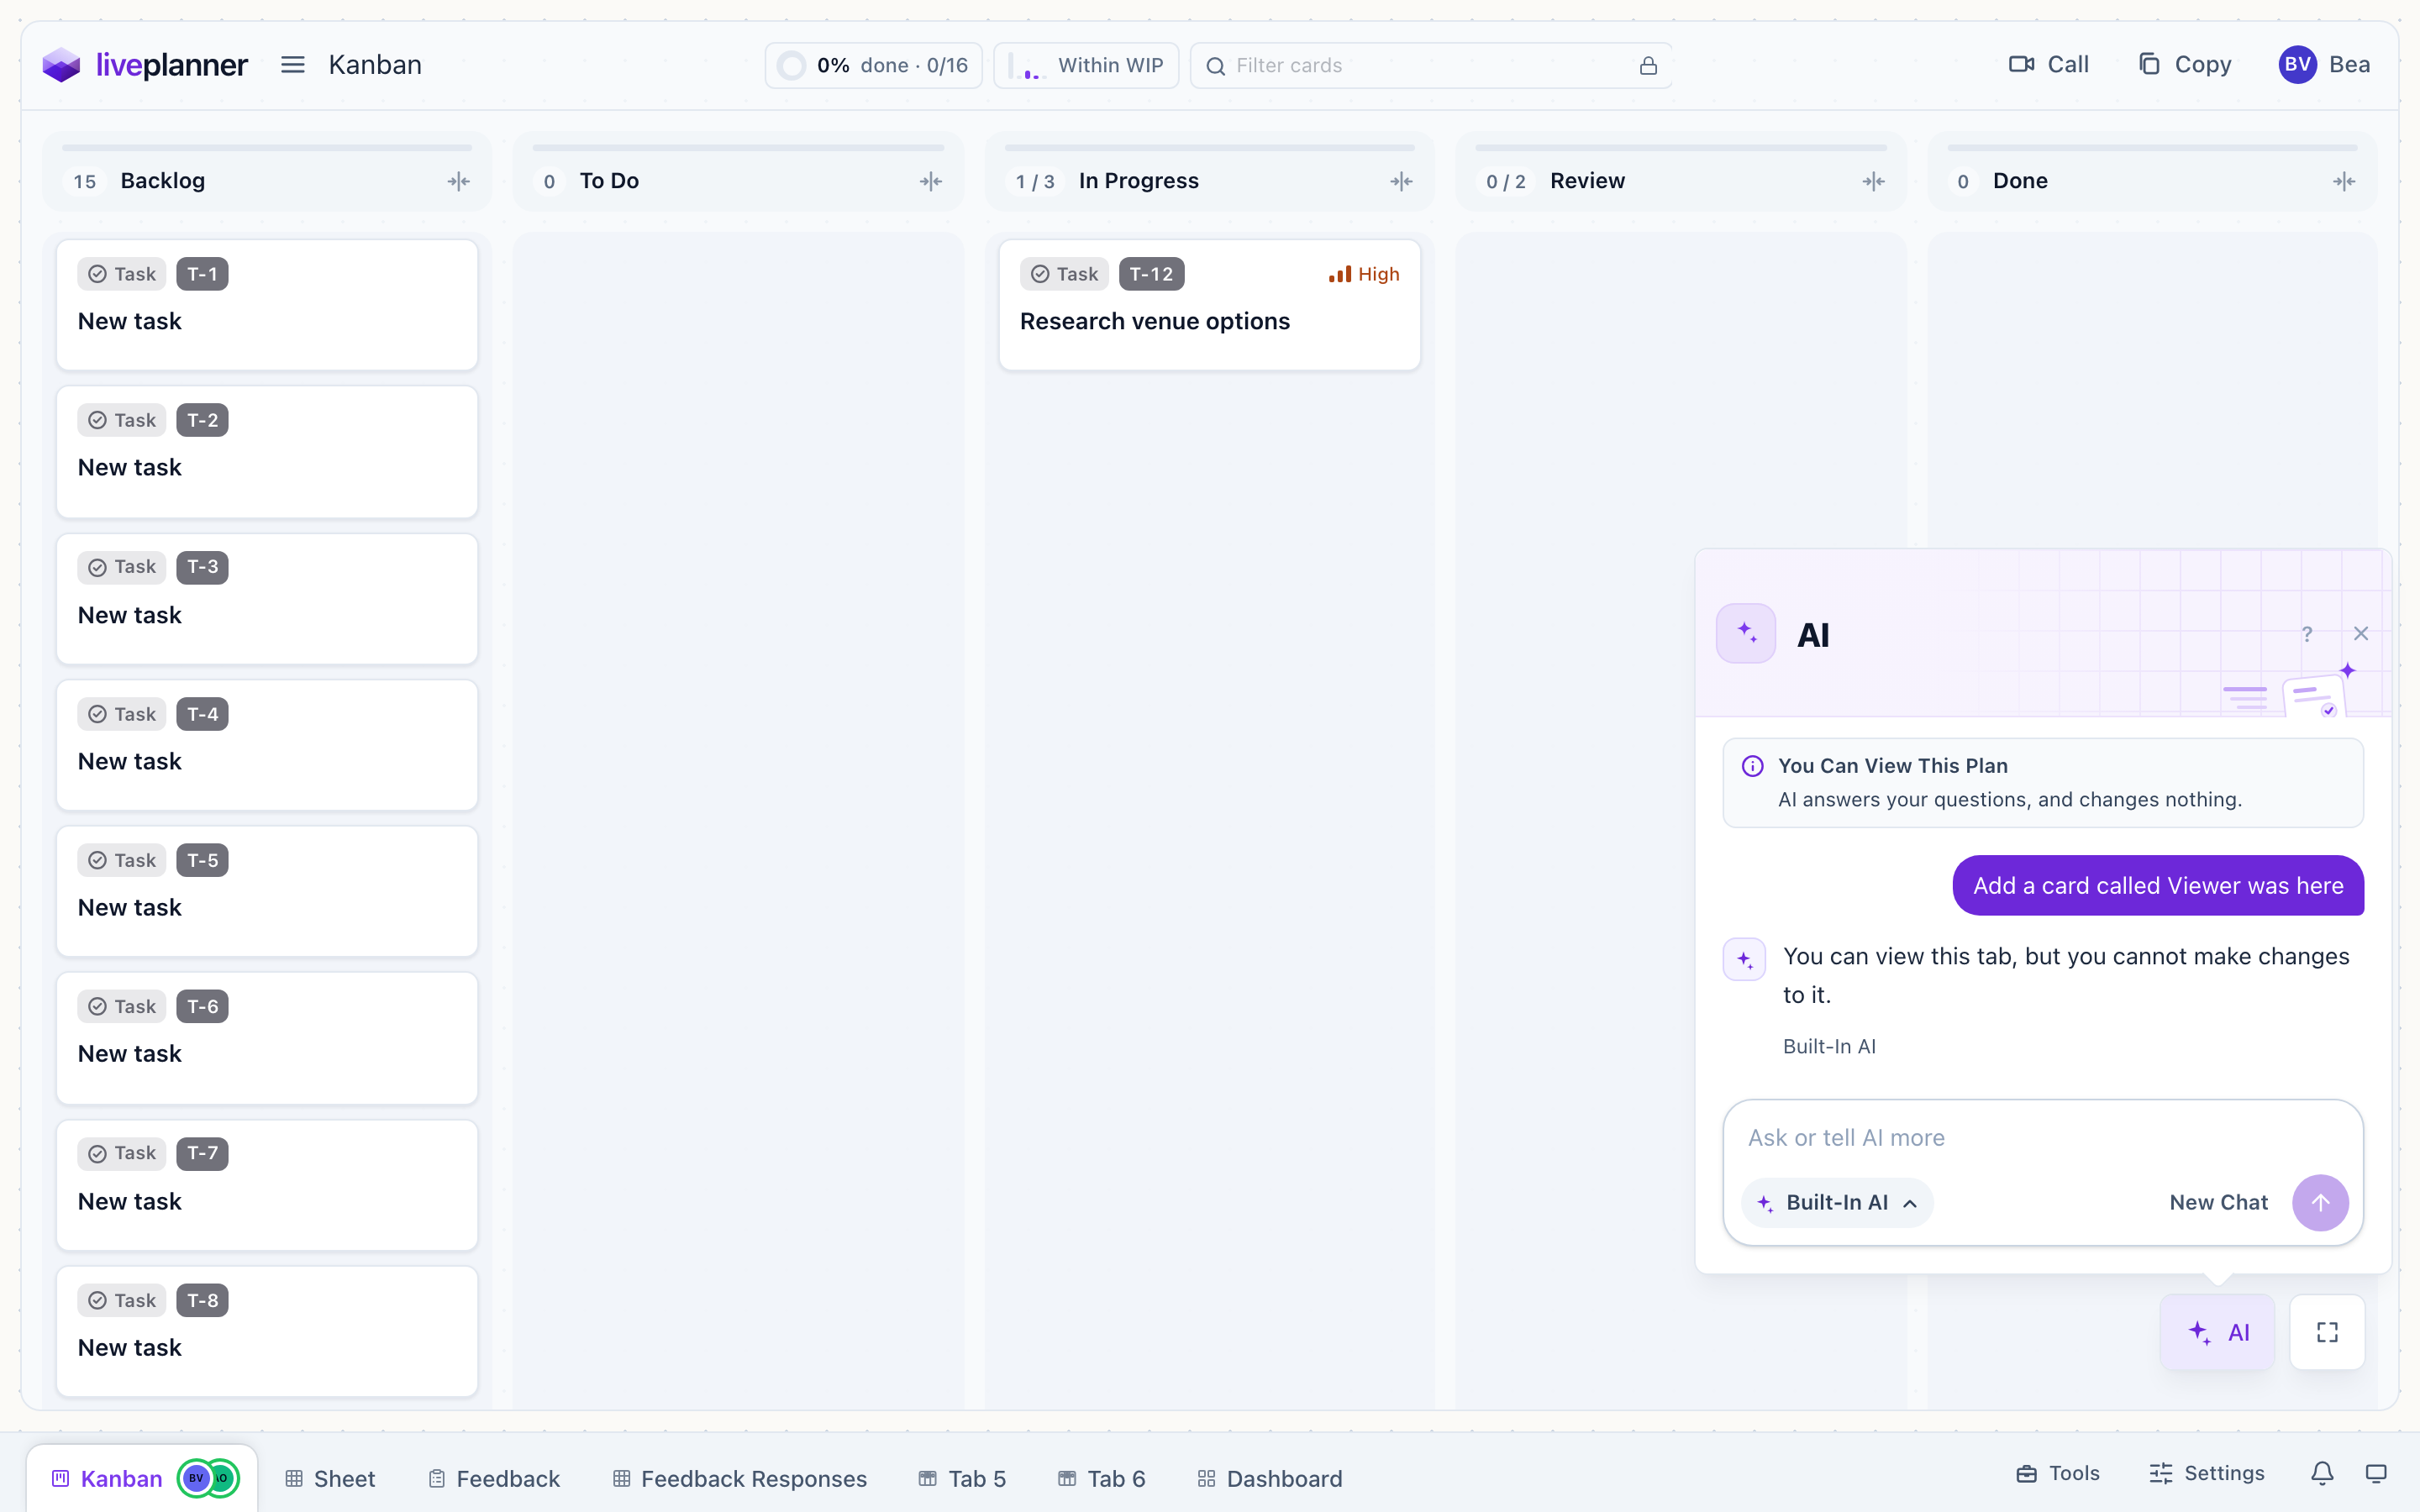 liveplanner
Kanban
0% done · 0/16
Within WIP
Filter cards
Call
Copy
BV
Bea
15 Backlog
0 To Do
1 / 3 In Progress
0 / 2 Review
0 Done
Task T-1
New task
Task T-2
New task
Task T-3
New task
Task T-4
New task
Task T-5
New task
Task T-6
New task
Task T-7
New task
Task T-8
New task
Task T-12 High
Research venue options
AI
?
You Can View This Plan
AI answers your questions, and changes nothing.
Add a card called Viewer was here
You can view this tab, but you cannot make changes
to it.
Built-In AI
Ask or tell AI more
Built-In AI
New Chat
AI
Kanban
BV
Sheet
Feedback
Feedback Responses
Tab 5
Tab 6
Dashboard
Tools
Settings